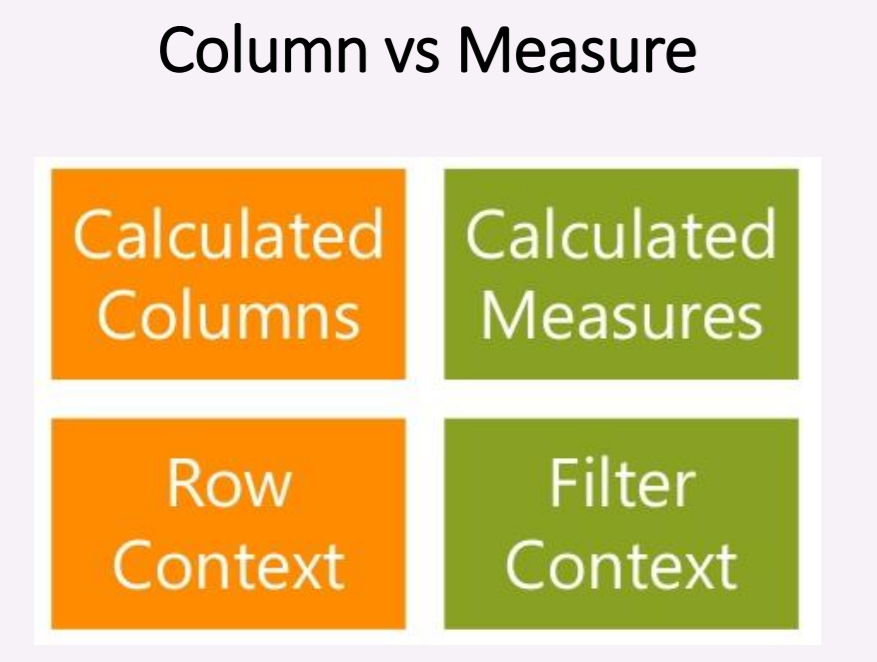 Column vs Measure
Calculated
Columns
Calculated
Measures
Row
Context
Filter
Context